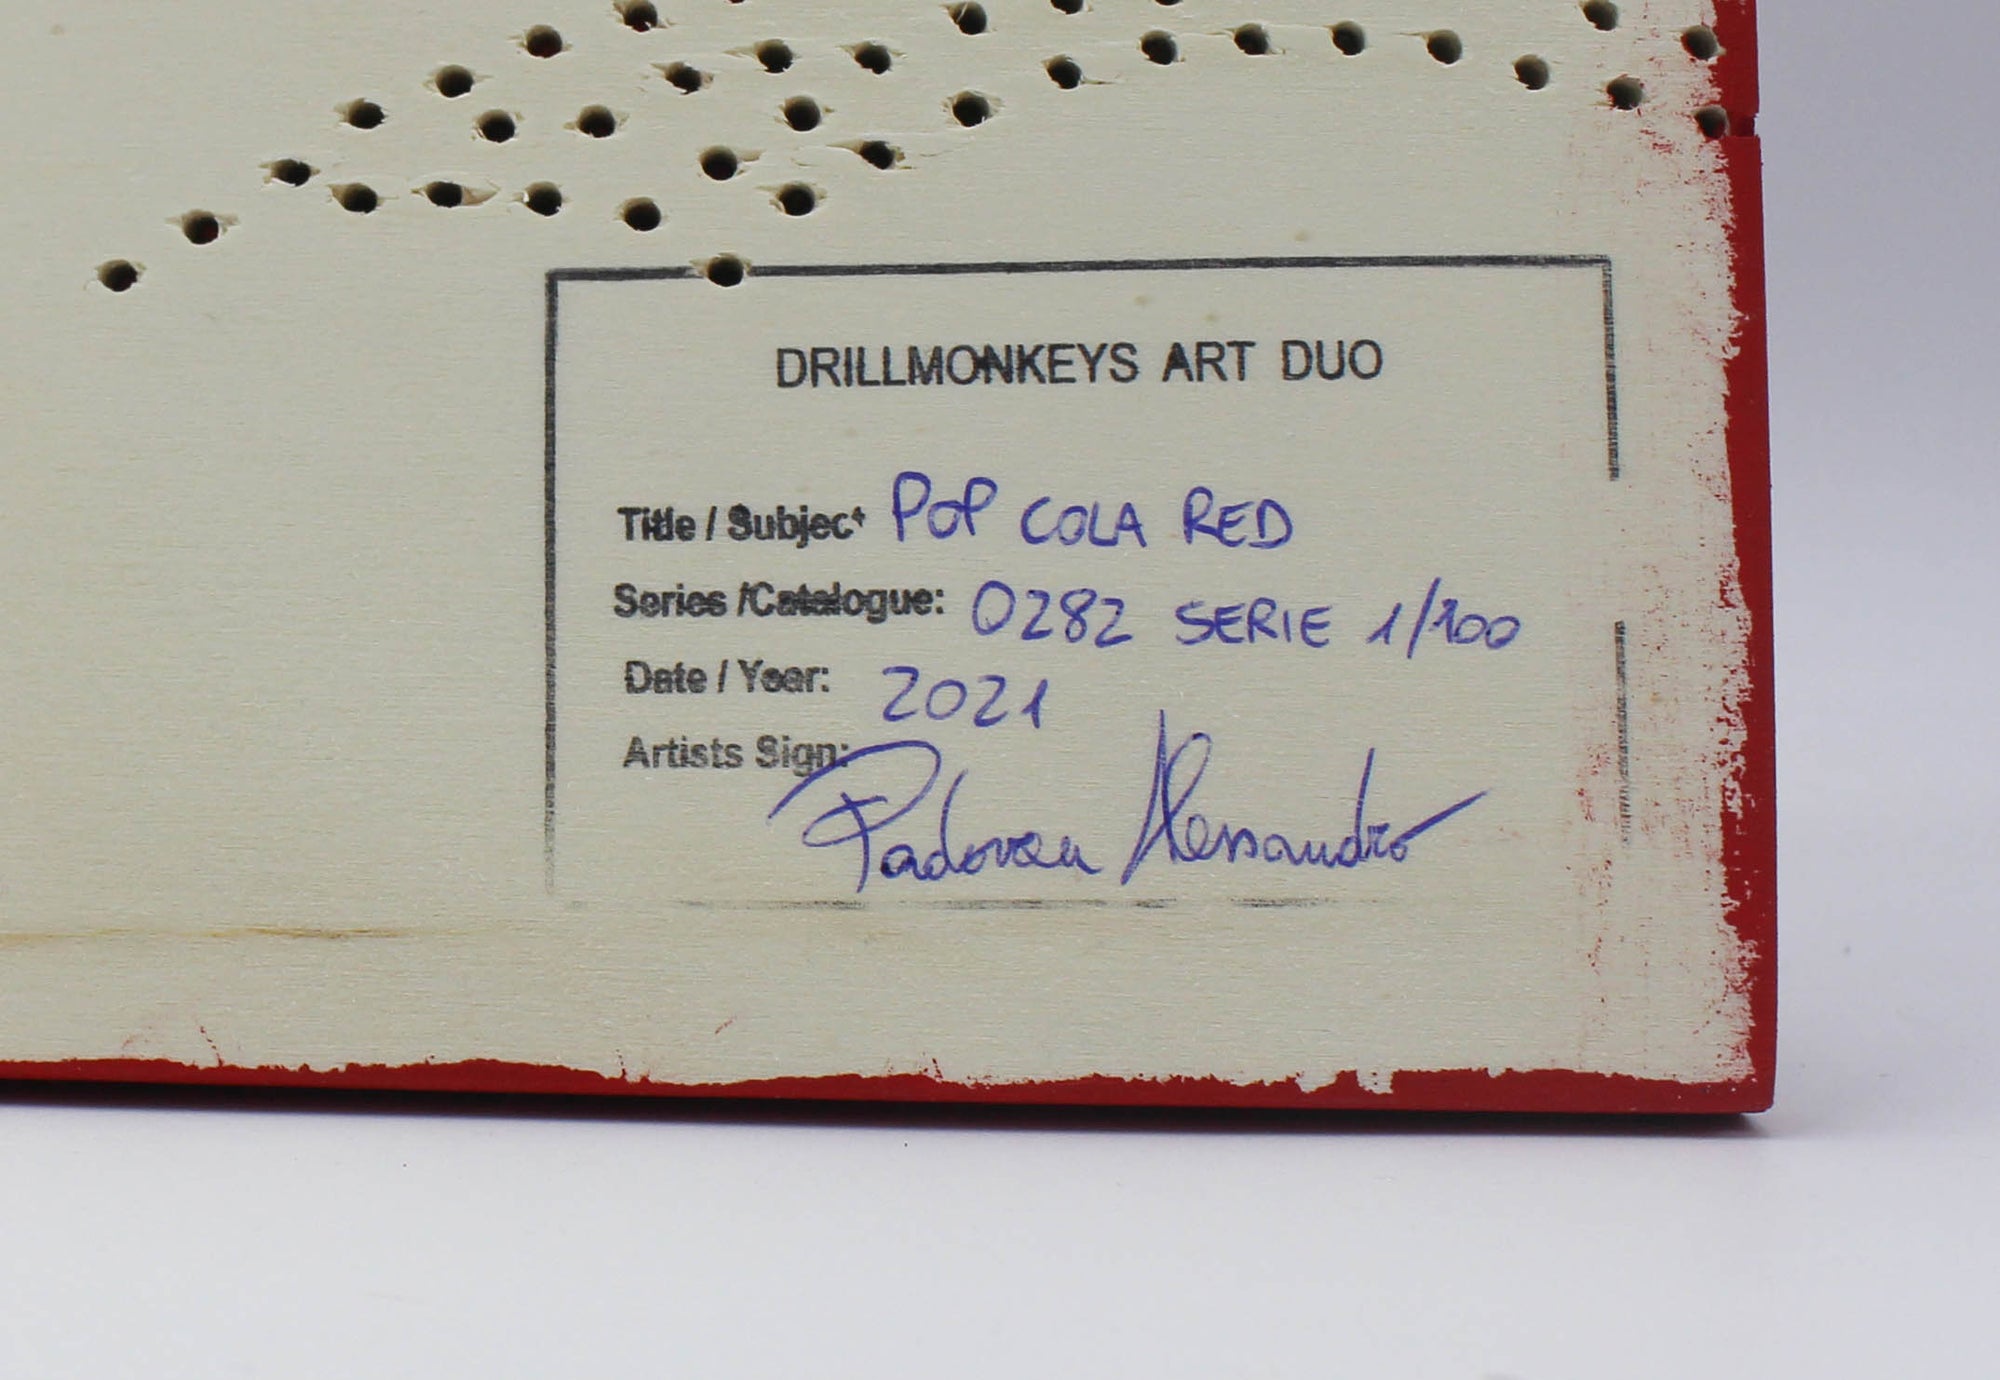 DRILLMONKEYS ART DUO
Title / Subject POP COLA RED
Series /Catalogue: 0282 SERIE 1/100
Date / Year: 2021
Artists Sign:
Padovan Alessandro